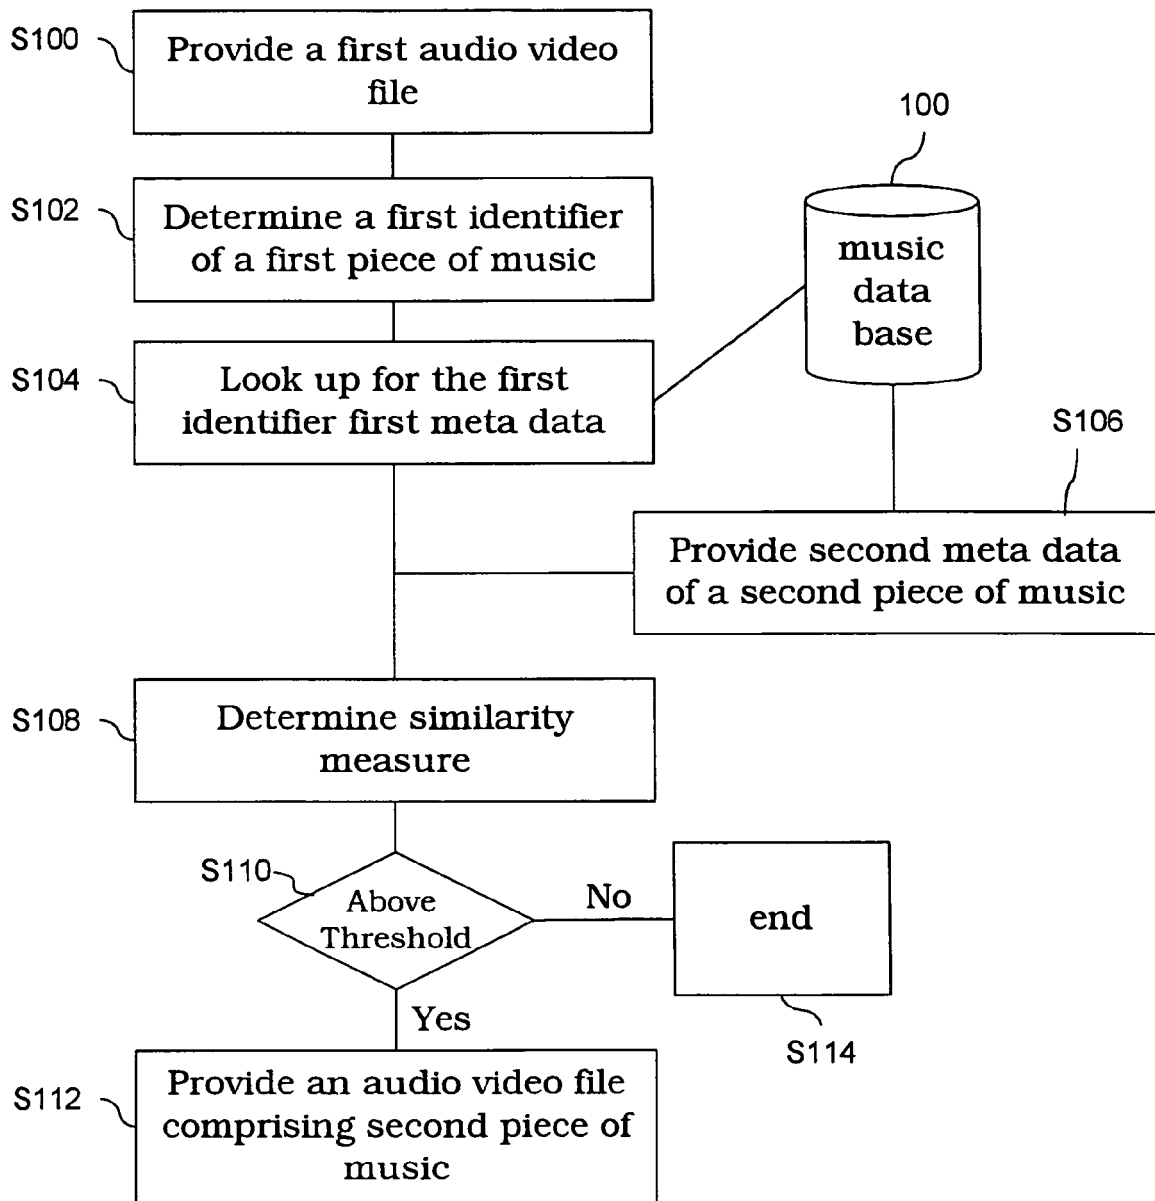 S100
Provide a first audio video
file
100
S102
Determine a first identifier
of a first piece of music
music
data
base
S104
Look up for the first
identifier first meta data
S106
Provide second meta data
of a second piece of music
S108
Determine similarity
measure
S110
Above
Threshold
No
end
Yes
S114
S112
Provide an audio video file
comprising second piece of
music